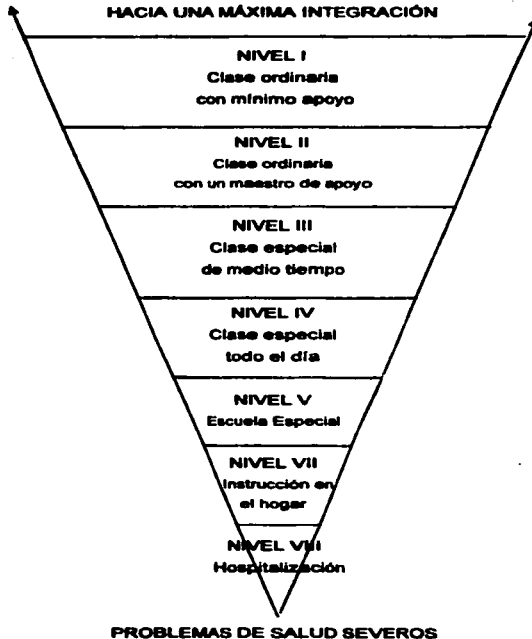 HACIA UNA MÁXIMA INTEGRACIÓN
NIVEL I
Clase ordinaria
con mínimo apoyo
NIVEL II
Clase ordinaria
con un maestro de apoyo
NIVEL III
Clase especial
de medio tiempo
NIVEL IV
Clase especial
todo el día
NIVEL V
Escuela Especial
NIVEL VII
Instrucción en
el hogar
NIVEL VIII
Hospitalización
PROBLEMAS DE SALUD SEVEROS